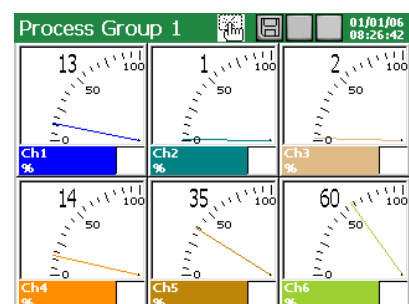 Process Group 1 01/01/06
08:26:42
13 100 50 0
Ch1
%
1 100 50 0
Ch2
%
2 100 50 0
Ch3
%
14 100 50 0
Ch4
%
35 100 50 0
Ch5
%
60 100 50 0
Ch6
%